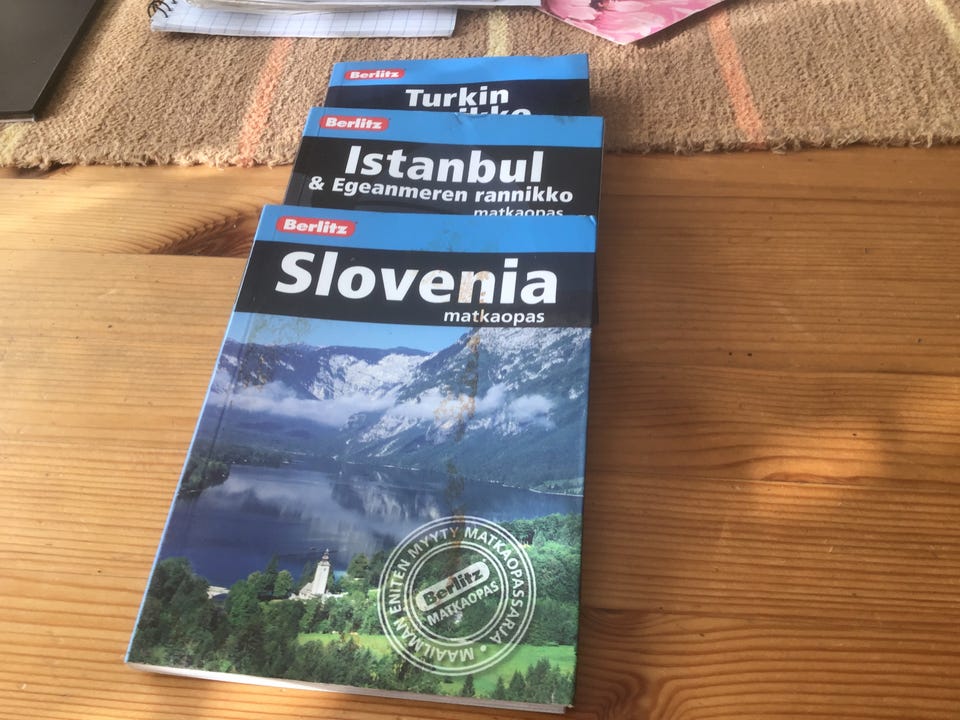 Berlitz
Turkin
Berlitz
Istanbul
& Egeanmeren rannikko
matkaopas
Berlitz
Slovenia
matkaopas
MAAILMAN ENITEN MYYTY MATKAOPASSARJA •
Berlitz
MATKAOPAS